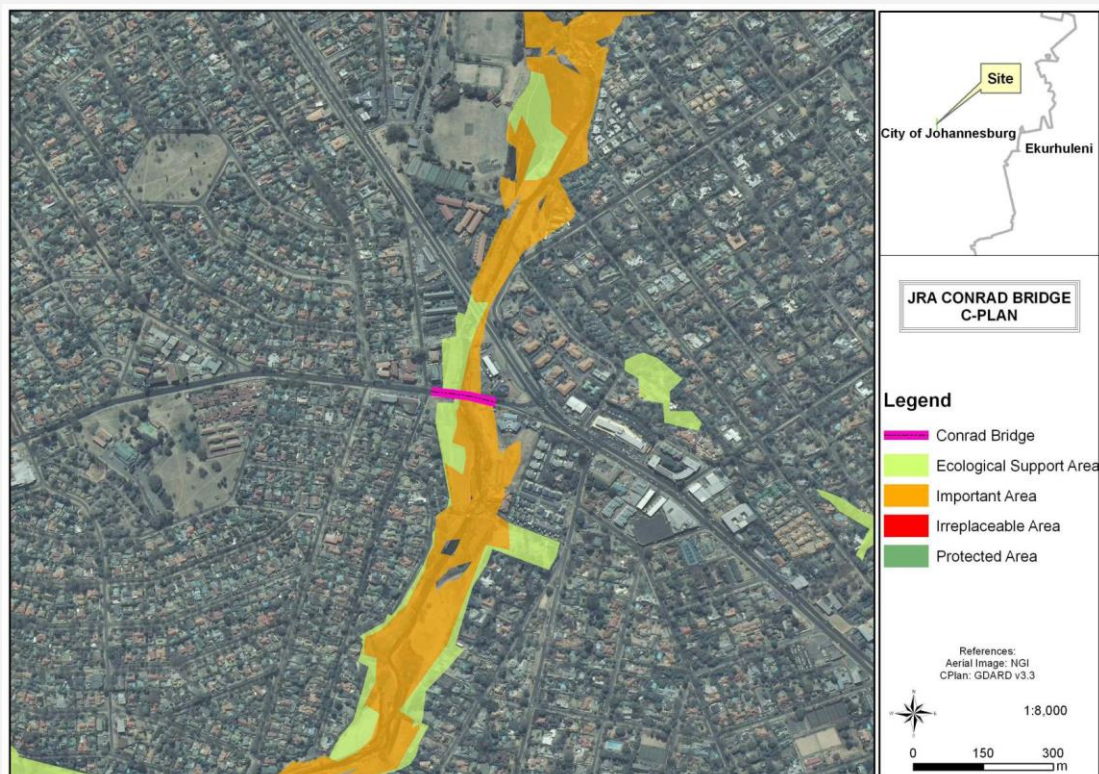 Site
City of Johannesburg
Ekurhuleni
JRA CONRAD BRIDGE
C-PLAN
Legend
Conrad Bridge
Ecological Support Area
Important Area
Irreplaceable Area
Protected Area
References:
Aerial Image: NGI
CPlan: GDARD v3.3
N
W
E
S
1:8,000
0 150 300
m